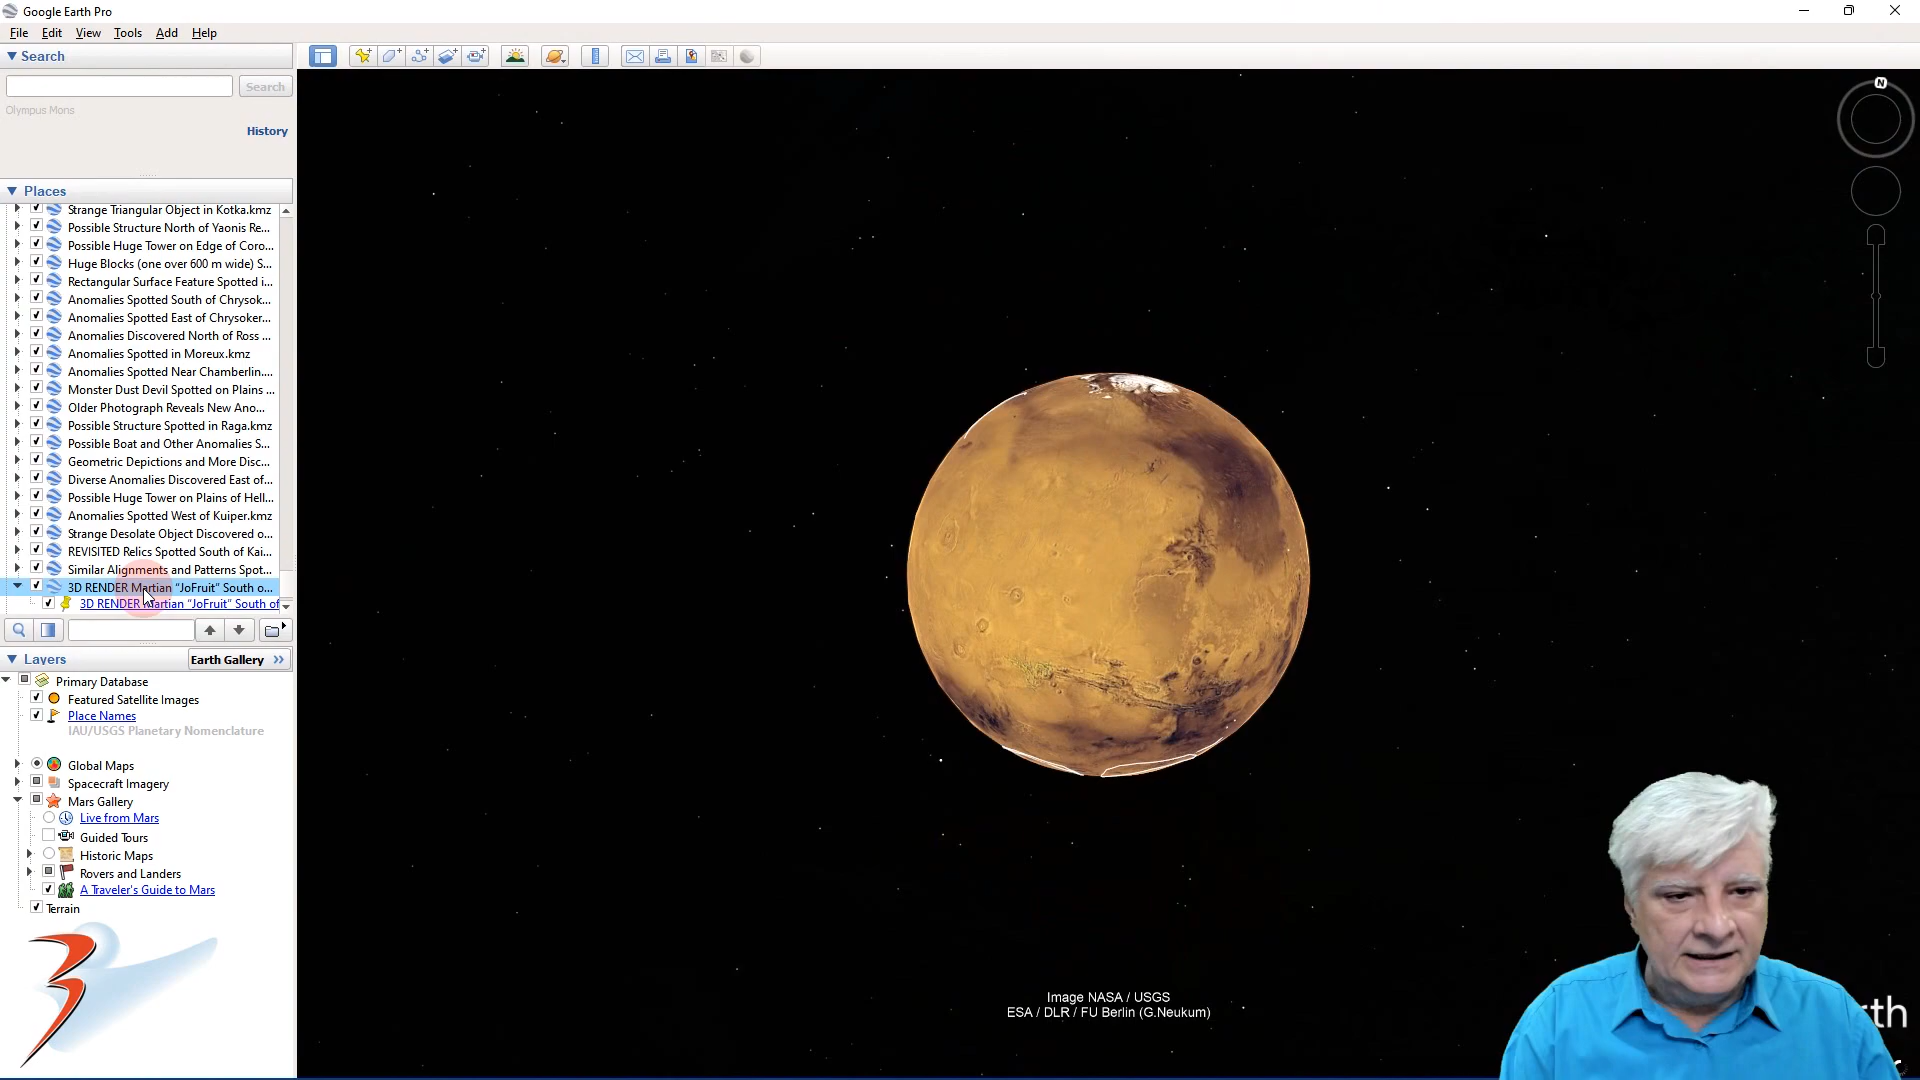 Google Earth Pro
File Edit View Tools Add Help
Search
Search
Olympus Mons
History
Places
Strange Triangular Object in Kotka.kmz
Possible Structure North of Yaonis Re...
Possible Huge Tower on Edge of Coro...
Huge Blocks (one over 600 m wide) S...
Rectangular Surface Feature Spotted i...
Anomalies Spotted South of Chrysok...
Anomalies Spotted East of Chrysoker...
Anomalies Discovered North of Ross ...
Anomalies Spotted in Moreux.kmz
Anomalies Spotted Near Chamberlin....
Monster Dust Devil Spotted on Plains ...
Older Photograph Reveals New Ano...
Possible Structure Spotted in Raga.kmz
Possible Boat and Other Anomalies S...
Geometric Depictions and More Disc...
Diverse Anomalies Discovered East of...
Possible Huge Tower on Plains of Hell...
Anomalies Spotted West of Kuiper.kmz
Strange Desolate Object Discovered o...
REVISITED Relics Spotted South of Kai...
Similar Alignments and Patterns Spot...
3D RENDER Martian “JoFruit” South o...
3D RENDER Martian “JoFruit” South of
Layers
Earth Gallery >>
Primary Database
Featured Satellite Images
Place Names
IAU/USGS Planetary Nomenclature
Global Maps
Spacecraft Imagery
Mars Gallery
Live from Mars
Guided Tours
Historic Maps
Rovers and Landers
A Traveler's Guide to Mars
Terrain
N
Image NASA / USGS
ESA / DLR / FU Berlin (G.Neukum)
rth